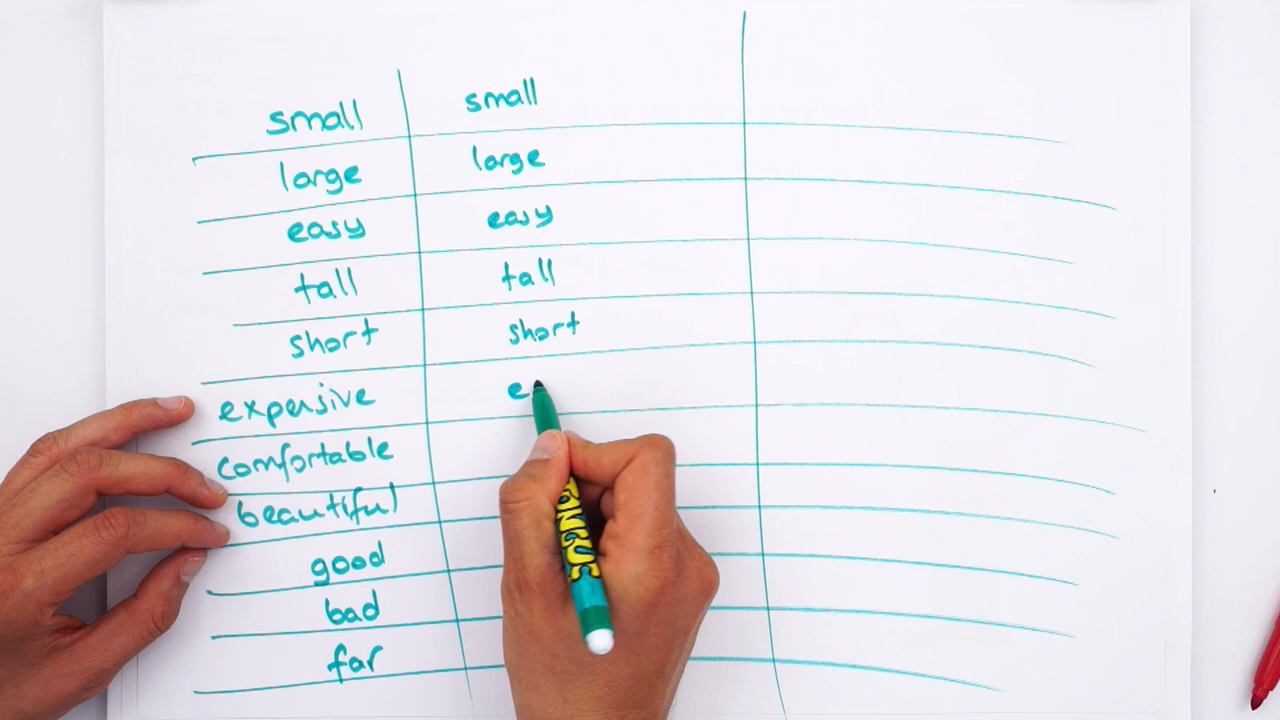 small small
large large
easy easy
tall tall
short short
expensive e
comfortable
beautiful
good
bad
far